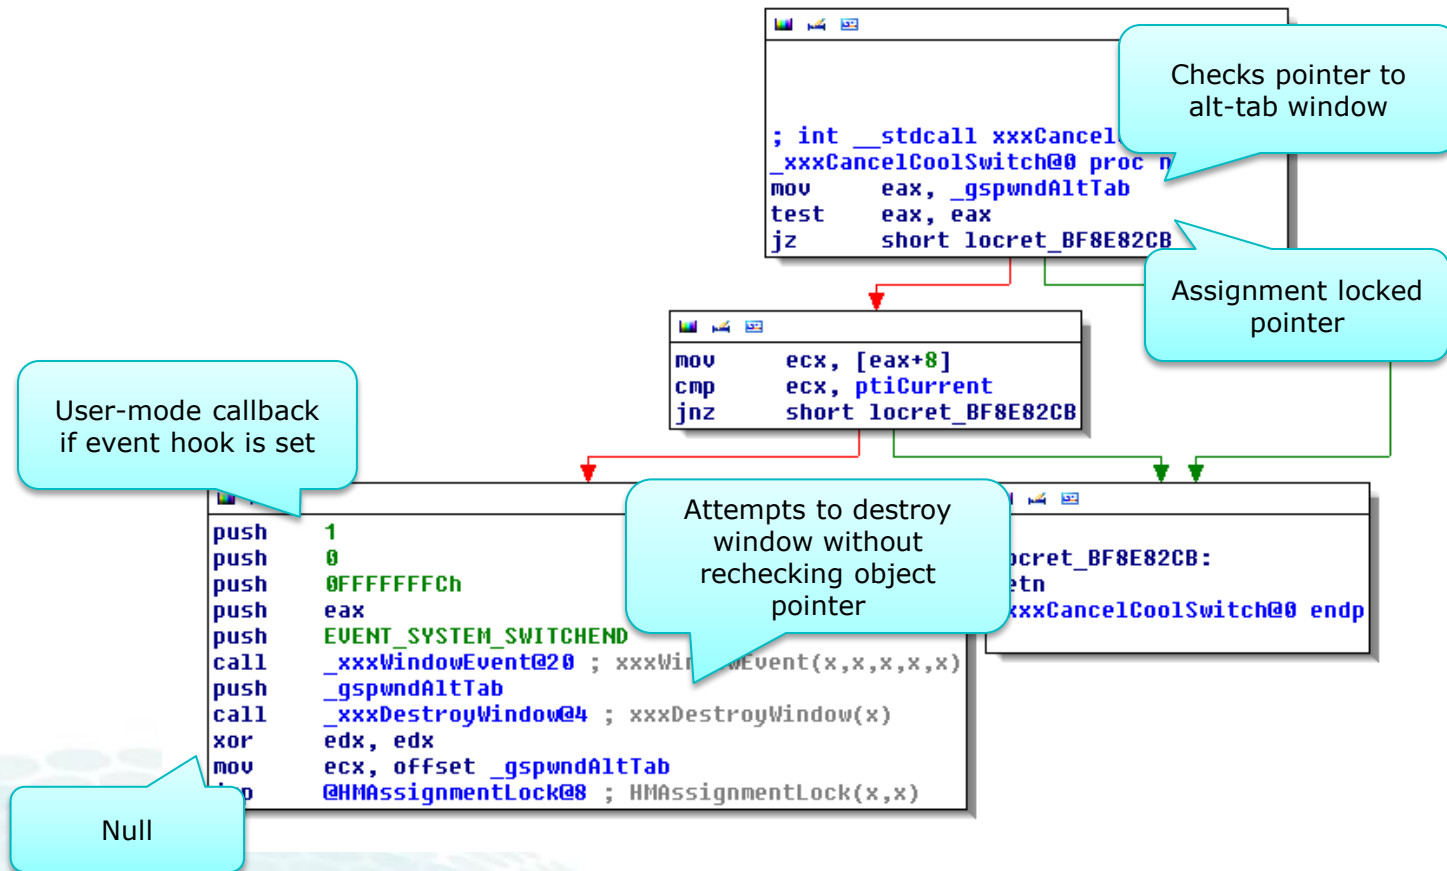 Checks pointer to
alt-tab window
; int __stdcall xxxCancel
_xxxCancelCoolSwitch@0 proc n
mov eax, _gspwndAltTab
test eax, eax
jz short locret_BF8E82CB
Assignment locked
pointer
mov ecx, [eax+8]
cmp ecx, ptiCurrent
jnz short locret_BF8E82CB
User-mode callback
if event hook is set
Attempts to destroy
window without
rechecking object
pointer
push 1
push 0
push 0FFFFFFFCh
push eax
push EVENT_SYSTEM_SWITCHEND
call _xxxWindowEvent@20 ; xxxWindowEvent(x,x,x,x,x)
push _gspwndAltTab
call _xxxDestroyWindow@4 ; xxxDestroyWindow(x)
xor edx, edx
mov ecx, offset _gspwndAltTab
@HMAssignmentLock@8 ; HMAssignmentLock(x,x)
ocret_BF8E82CB:
etn
xxxCancelCoolSwitch@0 endp
Null